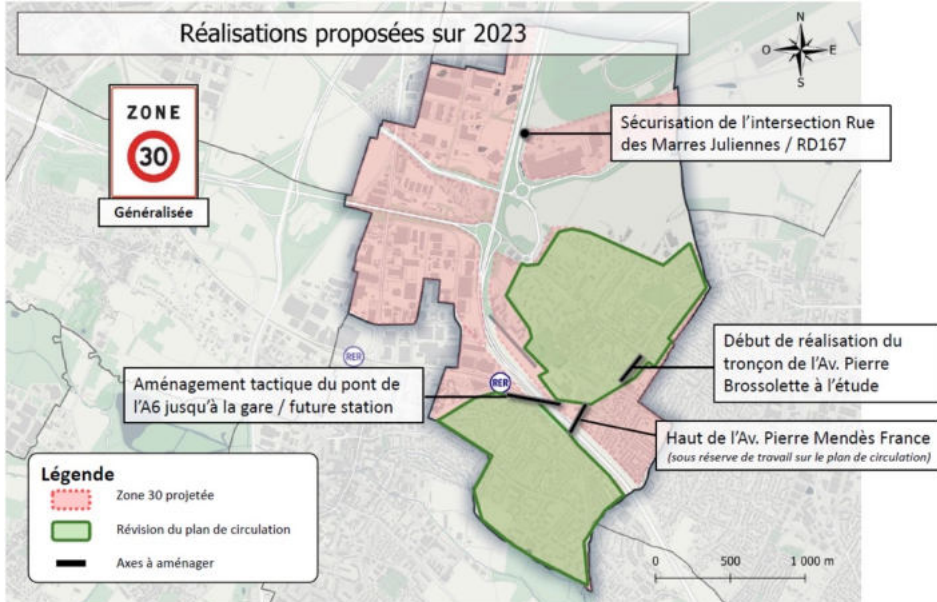 Réalisations proposées sur 2023
N
O
E
S
ZONE
30
Généralisée
Sécurisation de l'intersection Rue
des Marres Juliennes / RD167
RER
RER
Début de réalisation du
tronçon de l'Av. Pierre
Brossolette à l'étude
Aménagement tactique du pont de
l'A6 jusqu'à la gare / future station
Haut de l'Av. Pierre Mendès France
(sous réserve de travail sur le plan de circulation)
Légende
Zone 30 projetée
Révision du plan de circulation
Axes à aménager
0 500 1 000 m